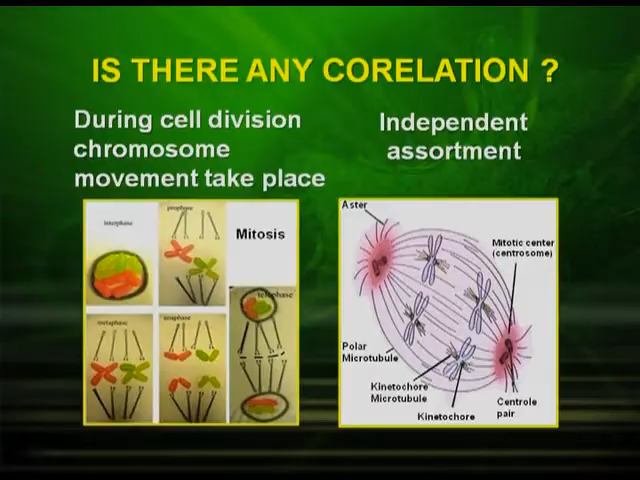 IS THERE ANY CORELATION ?
During cell division
chromosome
movement take place
Independent
assortment
interphase
prophase
Mitosis
telophase
metaphase
anaphase
Aster
Mitotic center
(centrosome)
Polar
Microtubule
Kinetochore
Microtubule
Kinetochore
Centrole
pair